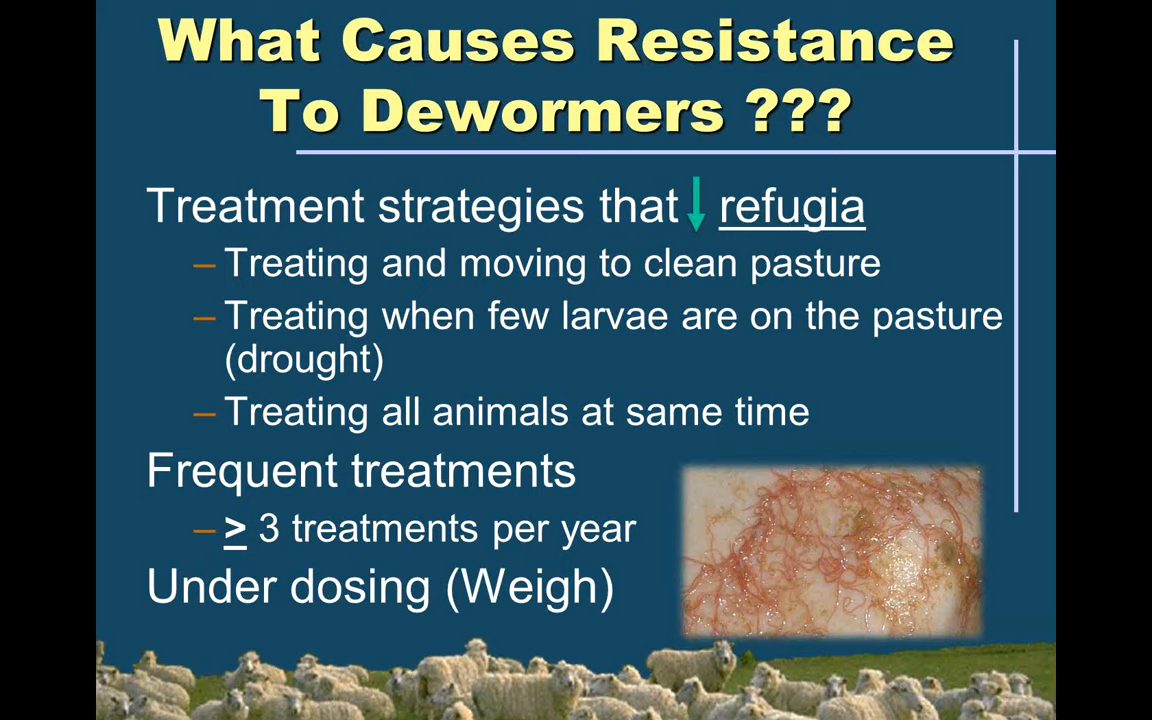 What Causes Resistance
To Dewormers ???
Treatment strategies that ↓ refugia
– Treating and moving to clean pasture
– Treating when few larvae are on the pasture
(drought)
– Treating all animals at same time
Frequent treatments
– ≥ 3 treatments per year
Under dosing (Weigh)